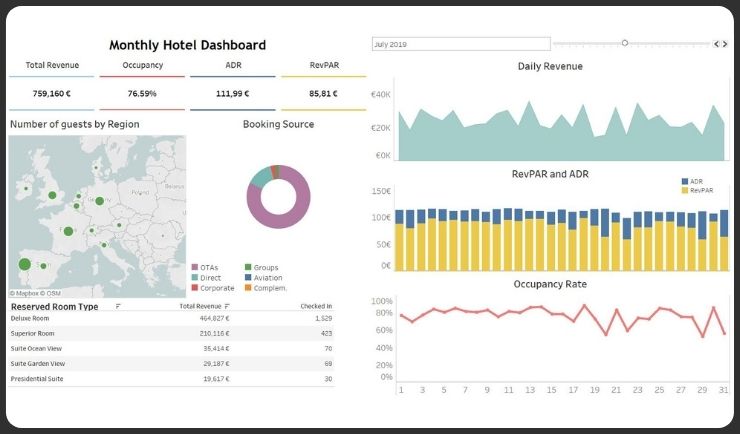 Monthly Hotel Dashboard
Total Revenue Occupancy ADR RevPAR
759,160 € 76.59% 111,99 € 85,81 €
Number of guests by Region
Booking Source
Poland
Belarus
© Mapbox © OSM
OTAs Groups
Direct Aviation
Corporate Complem.
Reserved Room Type Total Revenue Checked In
Deluxe Room 464,827 € 1,529
Superior Room 210,116 € 423
Suite Ocean View 35,414 € 70
Suite Garden View 29,187 € 69
Presidential Suite 19,617 € 30
July 2019
Daily Revenue
€40K
€20K
€0K
RevPAR and ADR
ADR
RevPAR
150€
100€
50€
0€
Occupancy Rate
100%
80%
60%
40%
20%
0%
1 3 5 7 9 11 13 15 17 19 21 23 25 27 29 31